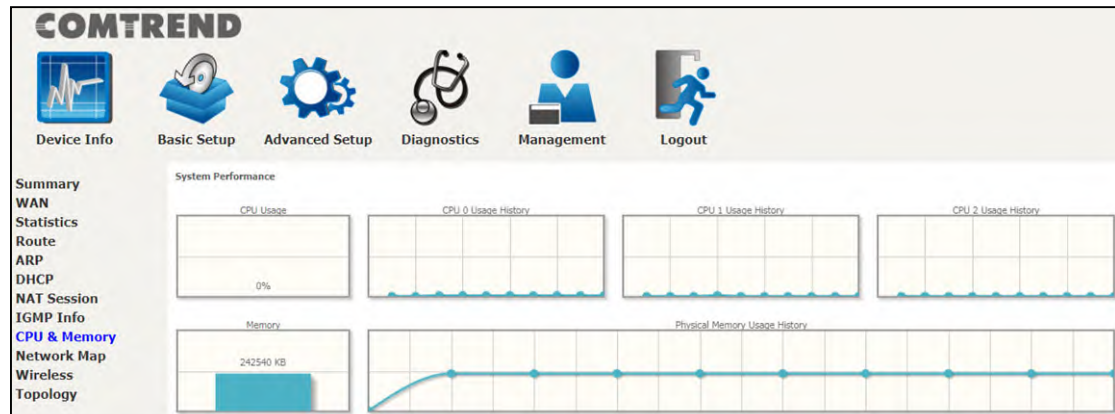 COMTREND
Device Info
Basic Setup
Advanced Setup
Diagnostics
Management
Logout
Summary
WAN
Statistics
Route
ARP
DHCP
NAT Session
IGMP Info
CPU & Memory
Network Map
Wireless
Topology
System Performance
CPU Usage
0%
CPU 0 Usage History
CPU 1 Usage History
CPU 2 Usage History
Memory
242540 KB
Physical Memory Usage History